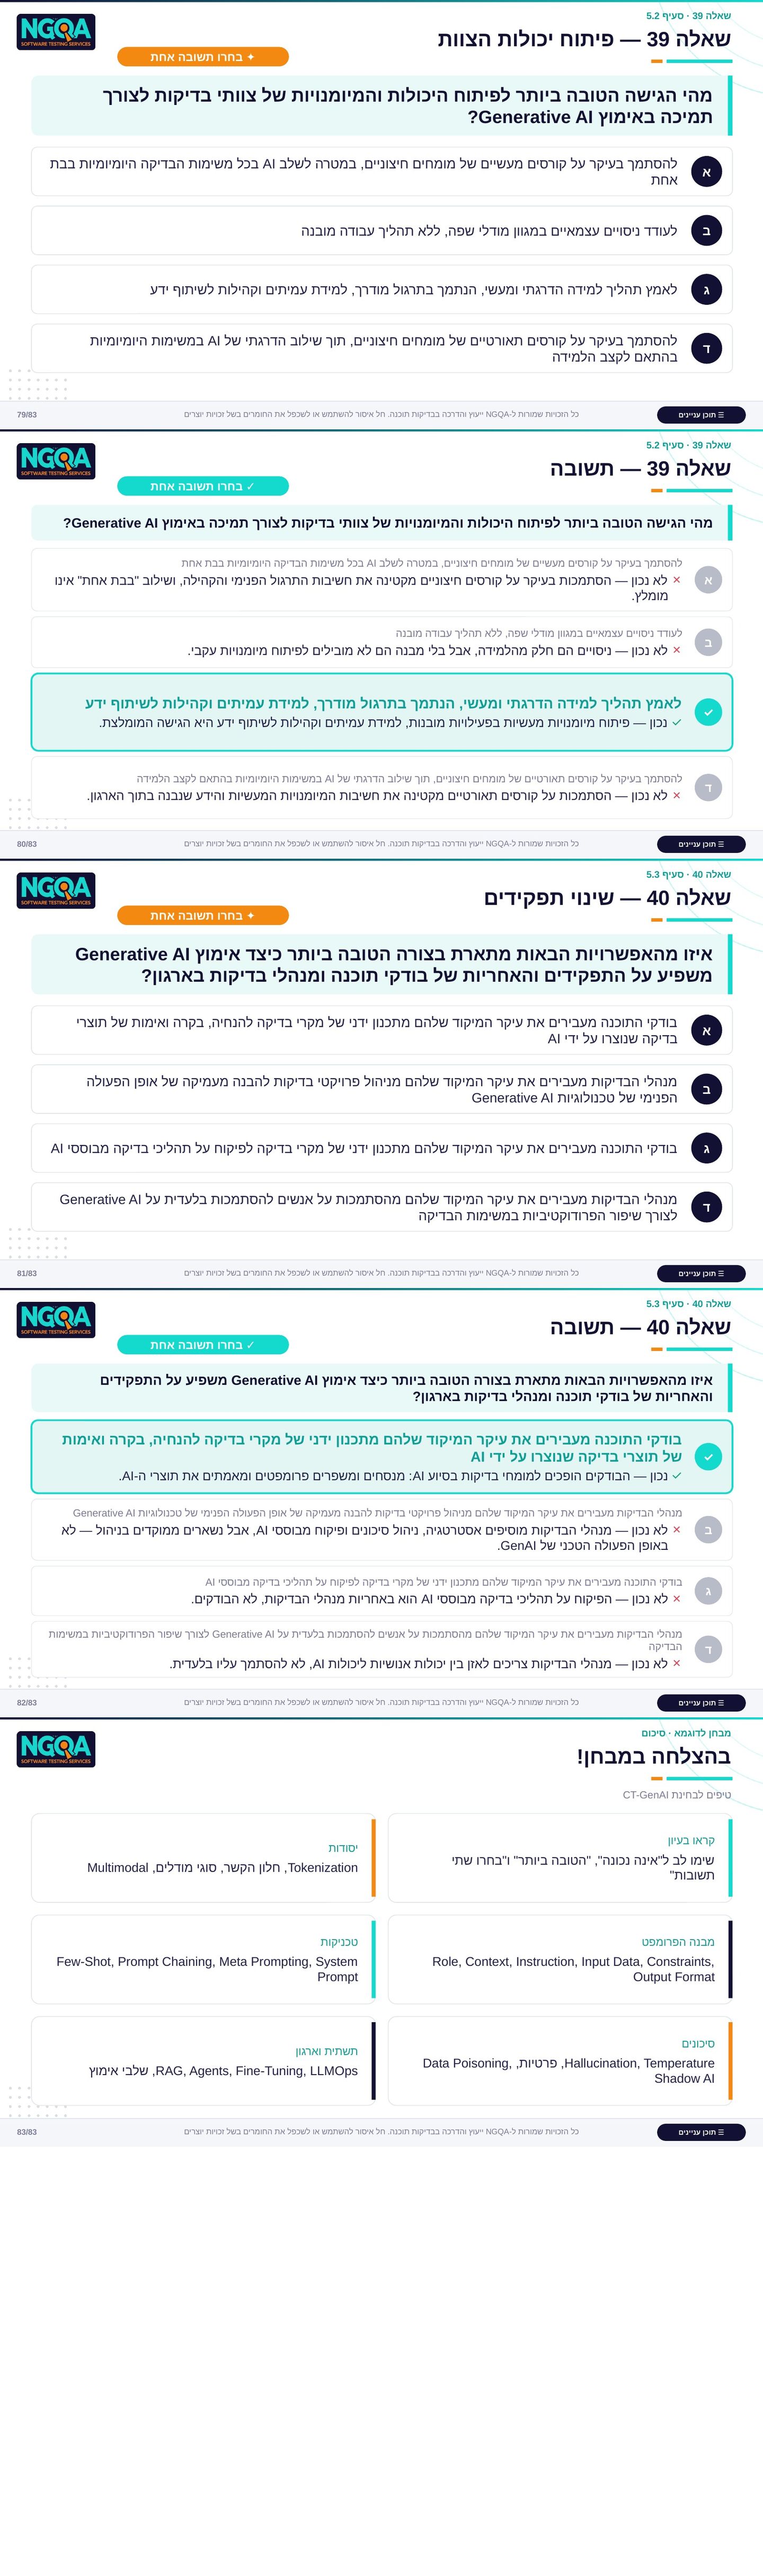 שאלה 39 · סעיף 5.2
NGQA
SOFTWARE TESTING SERVICES
שאלה 39 — פיתוח יכולות הצוות
✦ בחרו תשובה אחת
מהי הגישה הטובה ביותר לפיתוח היכולות והמיומנויות של צוותי בדיקות לצורך
תמיכה באימוץ Generative AI?
א
להסתמך בעיקר על קורסים מעשיים של מומחים חיצוניים, במטרה לשלב AI בכל משימות הבדיקה היומיומיות בבת
אחת
ב
לעודד ניסויים עצמאיים במגוון מודלי שפה, ללא תהליך עבודה מובנה
ג
לאמץ תהליך למידה הדרגתי ומעשי, הנתמך בתרגול מודרך, למידת עמיתים וקהילות לשיתוף ידע
ד
להסתמך בעיקר על קורסים תאורטיים של מומחים חיצוניים, תוך שילוב הדרגתי של AI במשימות היומיומיות
בהתאם לקצב הלמידה
☰ תוכן עניינים
כל הזכויות שמורות ל-NGQA ייעוץ והדרכה בבדיקות תוכנה. חל איסור להשתמש או לשכפל את החומרים בשל זכויות יוצרים
79/83
שאלה 39 · סעיף 5.2
NGQA
SOFTWARE TESTING SERVICES
שאלה 39 — תשובה
✓ בחרו תשובה אחת
מהי הגישה הטובה ביותר לפיתוח היכולות והמיומנויות של צוותי בדיקות לצורך תמיכה באימוץ Generative AI?
א
להסתמך בעיקר על קורסים מעשיים של מומחים חיצוניים, במטרה לשלב AI בכל משימות הבדיקה היומיומיות בבת אחת
✕ לא נכון — הסתמכות בעיקר על קורסים חיצוניים מקטינה את חשיבות התרגול הפנימי והקהילה, ושילוב "בבת אחת" אינו
מומלץ.
ב
לעודד ניסויים עצמאיים במגוון מודלי שפה, ללא תהליך עבודה מובנה
✕ לא נכון — ניסויים הם חלק מהלמידה, אבל בלי מבנה הם לא מובילים לפיתוח מיומנויות עקבי.
✓
לאמץ תהליך למידה הדרגתי ומעשי, הנתמך בתרגול מודרך, למידת עמיתים וקהילות לשיתוף ידע
✓ נכון — פיתוח מיומנויות מעשיות בפעילויות מובנות, למידת עמיתים וקהילות לשיתוף ידע היא הגישה המומלצת.
ד
להסתמך בעיקר על קורסים תאורטיים של מומחים חיצוניים, תוך שילוב הדרגתי של AI במשימות היומיומיות בהתאם לקצב הלמידה
✕ לא נכון — הסתמכות על קורסים תאורטיים מקטינה את חשיבות המיומנויות המעשיות והידע שנבנה בתוך הארגון.
☰ תוכן עניינים
כל הזכויות שמורות ל-NGQA ייעוץ והדרכה בבדיקות תוכנה. חל איסור להשתמש או לשכפל את החומרים בשל זכויות יוצרים
80/83
שאלה 40 · סעיף 5.3
NGQA
SOFTWARE TESTING SERVICES
שאלה 40 — שינוי תפקידים
✦ בחרו תשובה אחת
איזו מהאפשרויות הבאות מתארת בצורה הטובה ביותר כיצד אימוץ Generative AI
משפיע על התפקידים והאחריות של בודקי תוכנה ומנהלי בדיקות בארגון?
א
בודקי התוכנה מעבירים את עיקר המיקוד שלהם מתכנון ידני של מקרי בדיקה להנחיה, בקרה ואימות של תוצרי
בדיקה שנוצרו על ידי AI
ב
מנהלי הבדיקות מעבירים את עיקר המיקוד שלהם מניהול פרויקטי בדיקות להבנה מעמיקה של אופן הפעולה
הפנימי של טכנולוגיות Generative AI
ג
בודקי התוכנה מעבירים את עיקר המיקוד שלהם מתכנון ידני של מקרי בדיקה לפיקוח על תהליכי בדיקה מבוססי AI
ד
מנהלי הבדיקות מעבירים את עיקר המיקוד שלהם מהסתמכות על אנשים להסתמכות בלעדית על Generative AI
לצורך שיפור הפרודוקטיביות במשימות הבדיקה
☰ תוכן עניינים
כל הזכויות שמורות ל-NGQA ייעוץ והדרכה בבדיקות תוכנה. חל איסור להשתמש או לשכפל את החומרים בשל זכויות יוצרים
81/83
שאלה 40 · סעיף 5.3
NGQA
SOFTWARE TESTING SERVICES
שאלה 40 — תשובה
✓ בחרו תשובה אחת
איזו מהאפשרויות הבאות מתארת בצורה הטובה ביותר כיצד אימוץ Generative AI משפיע על התפקידים
והאחריות של בודקי תוכנה ומנהלי בדיקות בארגון?
✓
בודקי התוכנה מעבירים את עיקר המיקוד שלהם מתכנון ידני של מקרי בדיקה להנחיה, בקרה ואימות
של תוצרי בדיקה שנוצרו על ידי AI
✓ נכון — הבודקים הופכים למומחי בדיקות בסיוע AI: מנסחים ומשפרים פרומפטים ומאמתים את תוצרי ה-AI.
ב
מנהלי הבדיקות מעבירים את עיקר המיקוד שלהם מניהול פרויקטי בדיקות להבנה מעמיקה של אופן הפעולה הפנימי של טכנולוגיות Generative AI
✕ לא נכון — מנהלי הבדיקות מוסיפים אסטרטגיה, ניהול סיכונים ופיקוח מבוססי AI, אבל נשארים ממוקדים בניהול — לא
באופן הפעולה הטכני של GenAI.
ג
בודקי התוכנה מעבירים את עיקר המיקוד שלהם מתכנון ידני של מקרי בדיקה לפיקוח על תהליכי בדיקה מבוססי AI
✕ לא נכון — הפיקוח על תהליכי בדיקה מבוססי AI הוא באחריות מנהלי הבדיקות, לא הבודקים.
ד
מנהלי הבדיקות מעבירים את עיקר המיקוד שלהם מהסתמכות על אנשים להסתמכות בלעדית על Generative AI לצורך שיפור הפרודוקטיביות במשימות
הבדיקה
✕ לא נכון — מנהלי הבדיקות צריכים לאזן בין יכולות אנושיות ליכולות AI, לא להסתמך עליו בלעדית.
☰ תוכן עניינים
כל הזכויות שמורות ל-NGQA ייעוץ והדרכה בבדיקות תוכנה. חל איסור להשתמש או לשכפל את החומרים בשל זכויות יוצרים
82/83
מבחן לדוגמא · סיכום
NGQA
SOFTWARE TESTING SERVICES
בהצלחה במבחן!
טיפים לבחינת CT-GenAI
קראו בעיון
שימו לב ל"אינה נכונה", "הטובה ביותר" ו"בחרו שתי
תשובות"
יסודות
Tokenization, חלון הקשר, סוגי מודלים, Multimodal
מבנה הפרומפט
Role, Context, Instruction, Input Data, Constraints,
Output Format
טכניקות
Few-Shot, Prompt Chaining, Meta Prompting, System
Prompt
סיכונים
Hallucination, Temperature, פרטיות, Data Poisoning,
Shadow AI
תשתית וארגון
RAG, Agents, Fine-Tuning, LLMOps, שלבי אימוץ
☰ תוכן עניינים
כל הזכויות שמורות ל-NGQA ייעוץ והדרכה בבדיקות תוכנה. חל איסור להשתמש או לשכפל את החומרים בשל זכויות יוצרים
83/83